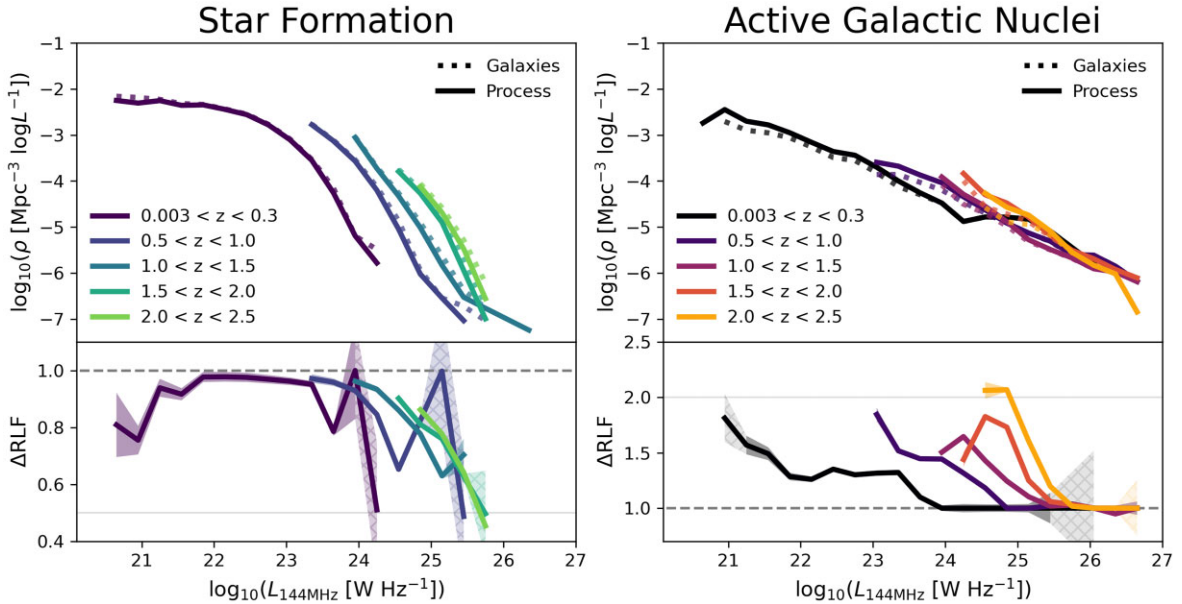 Star Formation
Active Galactic Nuclei
log₁₀(ρ [Mpc⁻³ logL⁻¹])
−1
−2
−3
−4
−5
−6
−7
Galaxies
Process
0.003 < z < 0.3
0.5 < z < 1.0
1.0 < z < 1.5
1.5 < z < 2.0
2.0 < z < 2.5
ΔRLF
1.0
0.8
0.6
0.4
21 22 23 24 25 26 27
log₁₀(L₁₄₄MHz [W Hz⁻¹])
log₁₀(ρ [Mpc⁻³ logL⁻¹])
−1
−2
−3
−4
−5
−6
−7
Galaxies
Process
0.003 < z < 0.3
0.5 < z < 1.0
1.0 < z < 1.5
1.5 < z < 2.0
2.0 < z < 2.5
ΔRLF
2.5
2.0
1.5
1.0
21 22 23 24 25 26 27
log₁₀(L₁₄₄MHz [W Hz⁻¹])